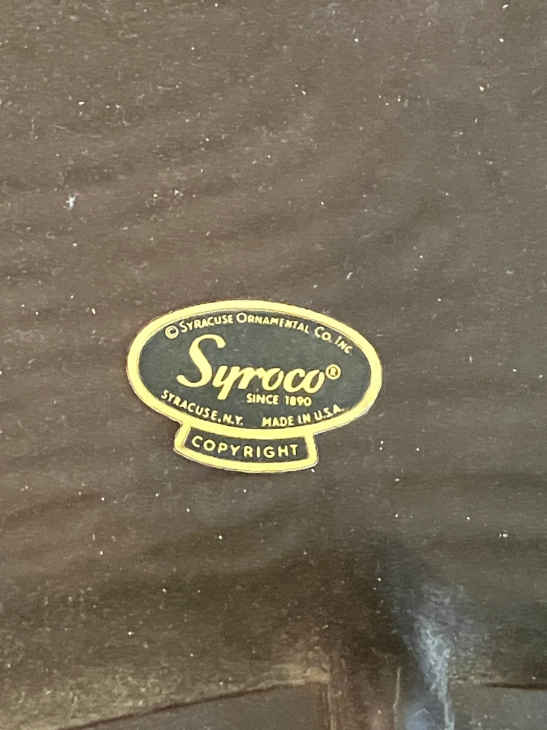 © SYRACUSE ORNAMENTAL CO. INC.
Syroco®
SINCE 1890
SYRACUSE, N.Y. MADE IN U.S.A.
COPYRIGHT